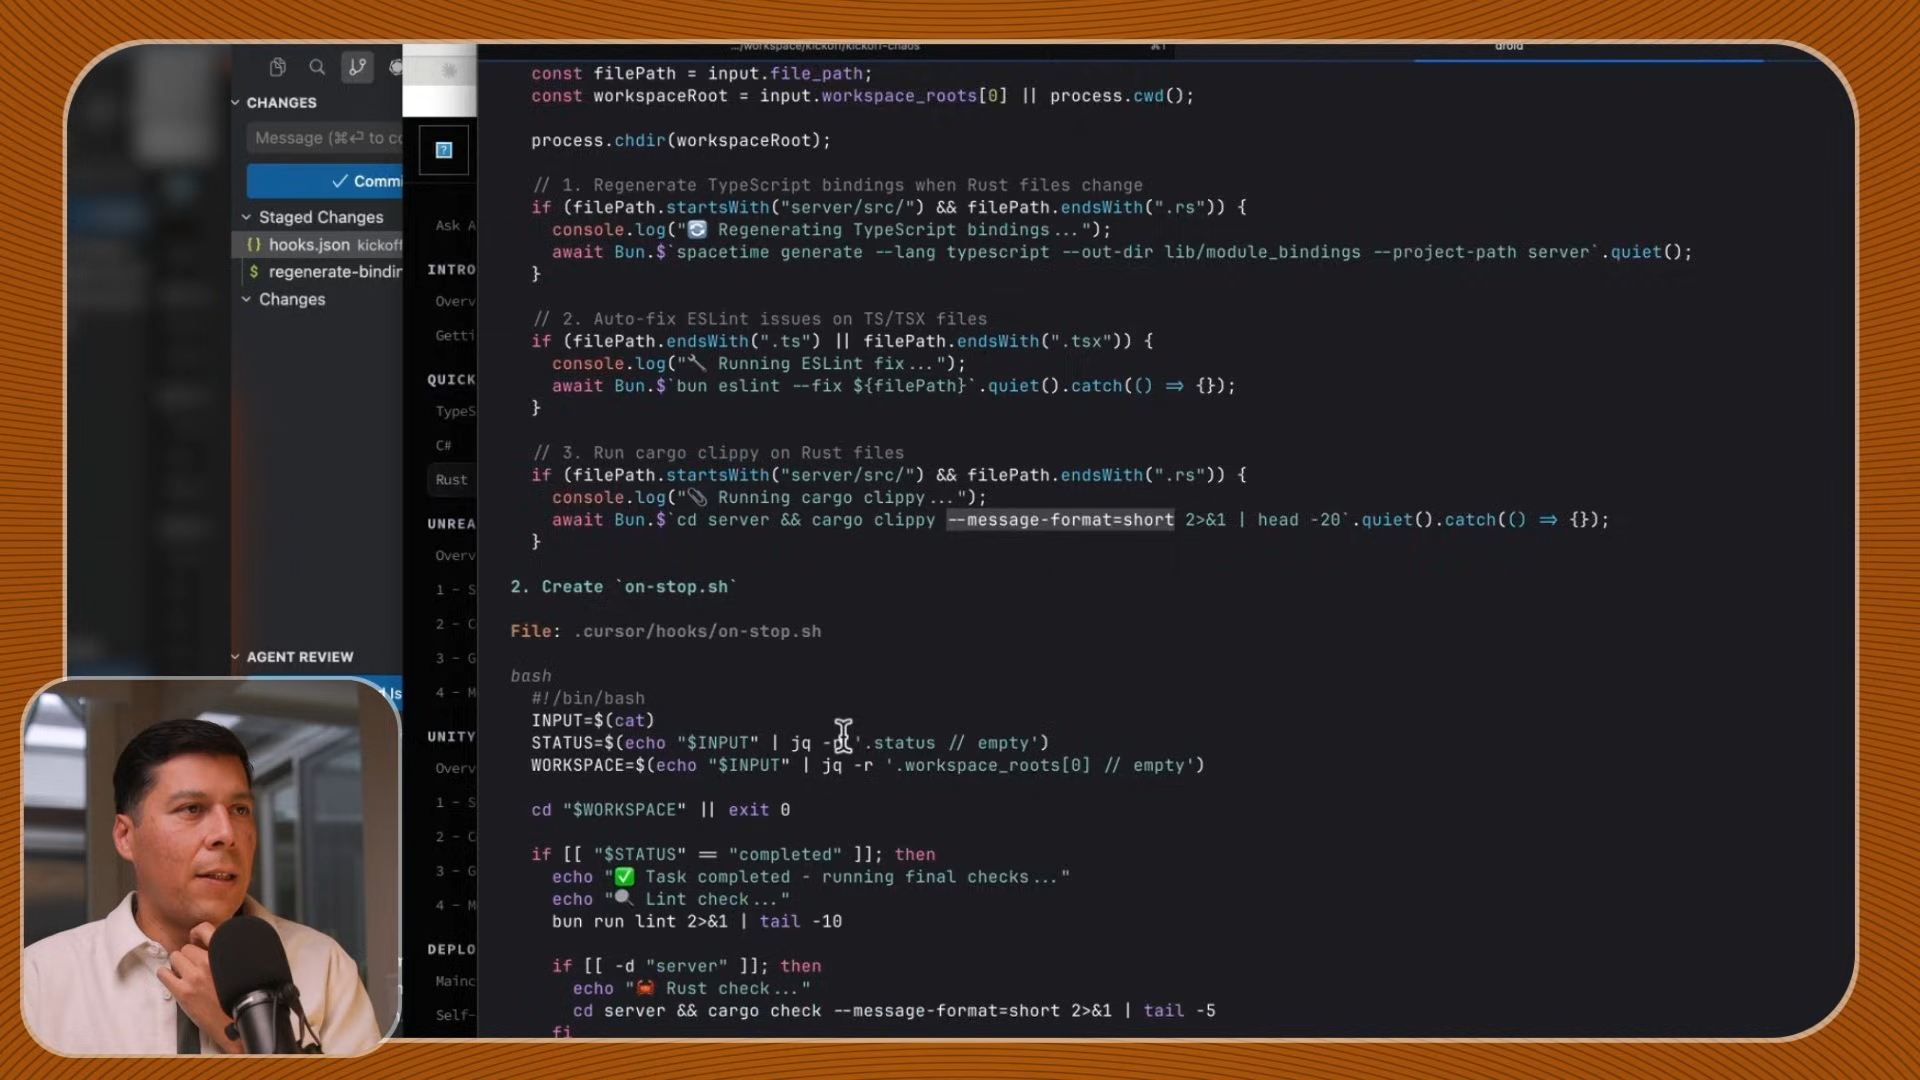 .../workspace/kickoff/kickoff-chaos
⌘1
droid
CHANGES
Message (⌘⏎ to cc
✓ Commi
Staged Changes
{} hooks.json kickoff
$ regenerate-bindin
Changes
AGENT REVIEW
Ask A
INTRO
Overv
Getti
QUICK
TypeS
C#
Rust
UNREA
Overv
1 - S
2 - C
3 - G
4 - M
UNITY
Overv
1 - S
2 - C
3 - G
4 - M
DEPLO
Mainc
Self-
const filePath = input.file_path;
const workspaceRoot = input.workspace_roots[0] || process.cwd();
process.chdir(workspaceRoot);
// 1. Regenerate TypeScript bindings when Rust files change
if (filePath.startsWith("server/src/") && filePath.endsWith(".rs")) {
console.log("🔄 Regenerating TypeScript bindings...");
await Bun.$`spacetime generate --lang typescript --out-dir lib/module_bindings --project-path server`.quiet();
}
// 2. Auto-fix ESLint issues on TS/TSX files
if (filePath.endsWith(".ts") || filePath.endsWith(".tsx")) {
console.log("🔧 Running ESLint fix...");
await Bun.$`bun eslint --fix ${filePath}`.quiet().catch(() => {});
}
// 3. Run cargo clippy on Rust files
if (filePath.startsWith("server/src/") && filePath.endsWith(".rs")) {
console.log("📎 Running cargo clippy...");
await Bun.$`cd server && cargo clippy --message-format=short 2>&1 | head -20`.quiet().catch(() => {});
}
2. Create `on-stop.sh`
File: .cursor/hooks/on-stop.sh
bash
#!/bin/bash
INPUT=$(cat)
STATUS=$(echo "$INPUT" | jq -r '.status // empty')
WORKSPACE=$(echo "$INPUT" | jq -r '.workspace_roots[0] // empty')
cd "$WORKSPACE" || exit 0
if [[ "$STATUS" == "completed" ]]; then
echo "✅ Task completed - running final checks..."
echo "🔍 Lint check..."
bun run lint 2>&1 | tail -10
if [[ -d "server" ]]; then
echo "🦀 Rust check..."
cd server && cargo check --message-format=short 2>&1 | tail -5
fi